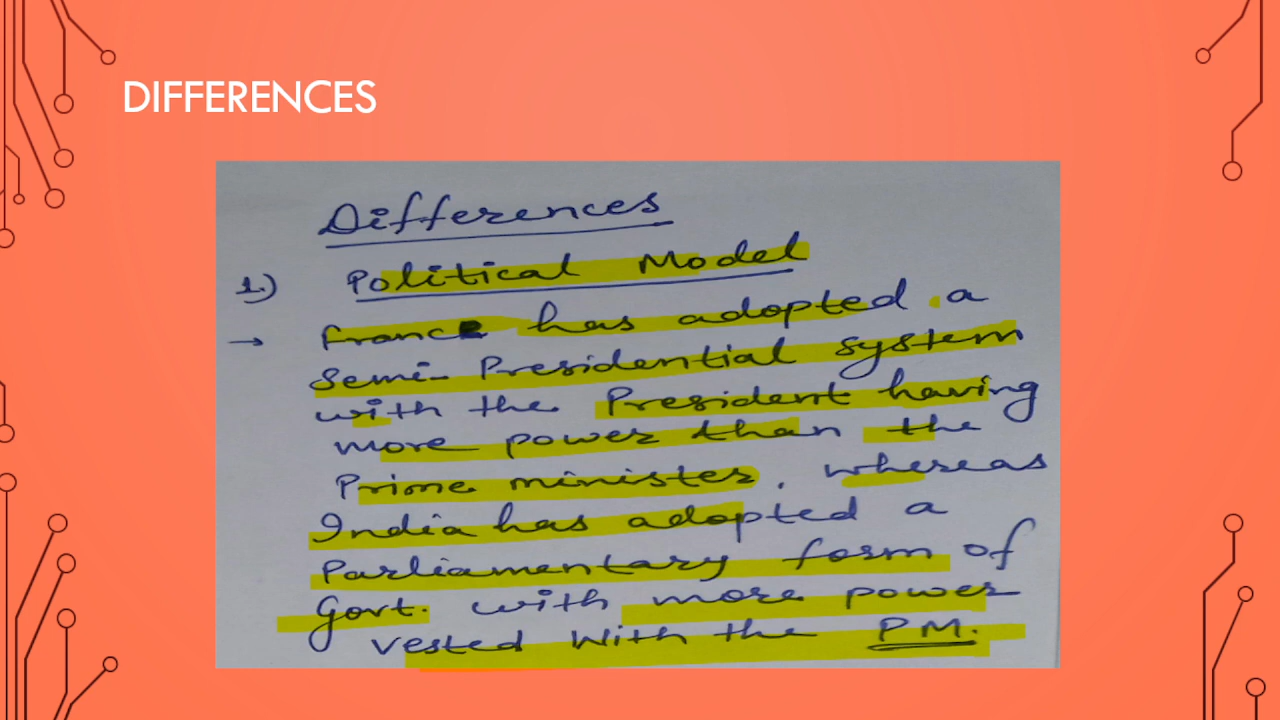 DIFFERENCES
Differences
1.) Political Model
→ France has adopted a
Semi-Presidential system
with the President having
more power than the
Prime minister, whereas
India has adopted a
Parliamentary form of
Govt. with more power
vested with the P.M.